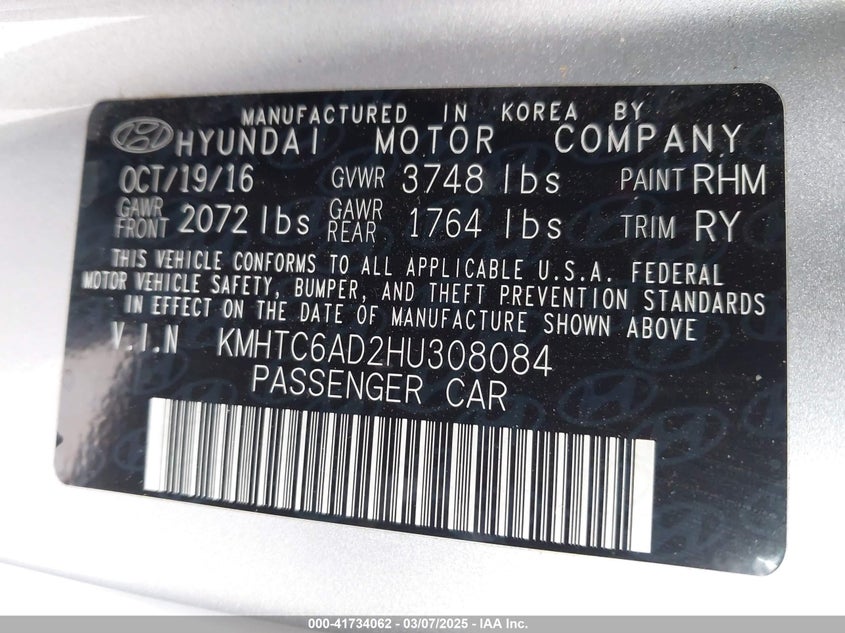 MANUFACTURED IN KOREA BY
HYUNDAI MOTOR COMPANY
OCT/19/16 GVWR 3748 lbs PAINT RHM
GAWR FRONT 2072 lbs GAWR REAR 1764 lbs TRIM RY
THIS VEHICLE CONFORMS TO ALL APPLICABLE U.S.A. FEDERAL
MOTOR VEHICLE SAFETY, BUMPER, AND THEFT PREVENTION STANDARDS
IN EFFECT ON THE DATE OF MANUFACTURE SHOWN ABOVE
V.I.N KMHTC6AD2HU308084
PASSENGER CAR
000-41734062 — 03/07/2025 — IAA Inc.